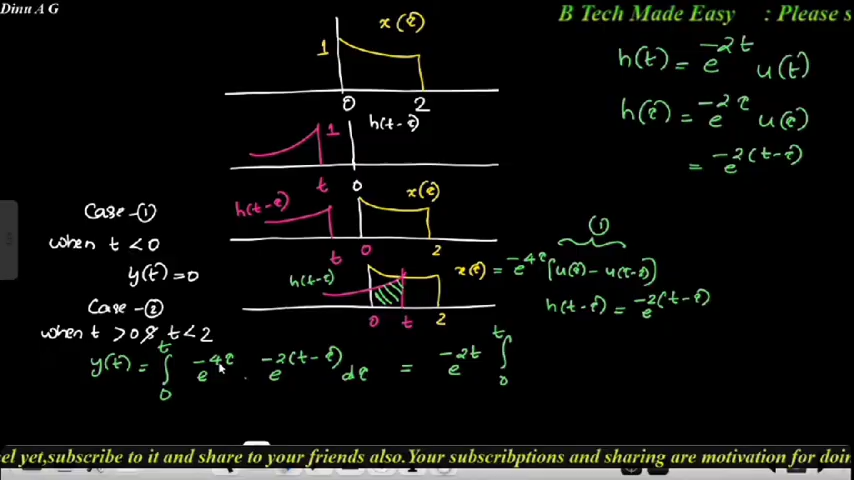 Dinu A G
B Tech Made Easy : Please s
x(τ)
1
0 2
h(t-τ)
1
t 0
h(t-τ)
x(τ)
t 0 2
h(t-τ)
0 t 2
h(t) = e^{-2t} u(t)
h(τ) = e^{-2τ} u(τ)
= e^{-2(t-τ)}
Case-①
when t < 0
y(t) = 0
Case-②
when t > 0 & t < 2
①
x(τ) = e^{-4τ} [u(τ) - u(τ-2)]
h(t-τ) = e^{-2(t-τ)}
y(t) = ∫_0^t e^{-4τ} . e^{-2(t-τ)} dτ = e^{-2t} ∫_0^t
el yet,subscribe to it and share to your friends also.Your subscribptions and sharing are motivation for doin